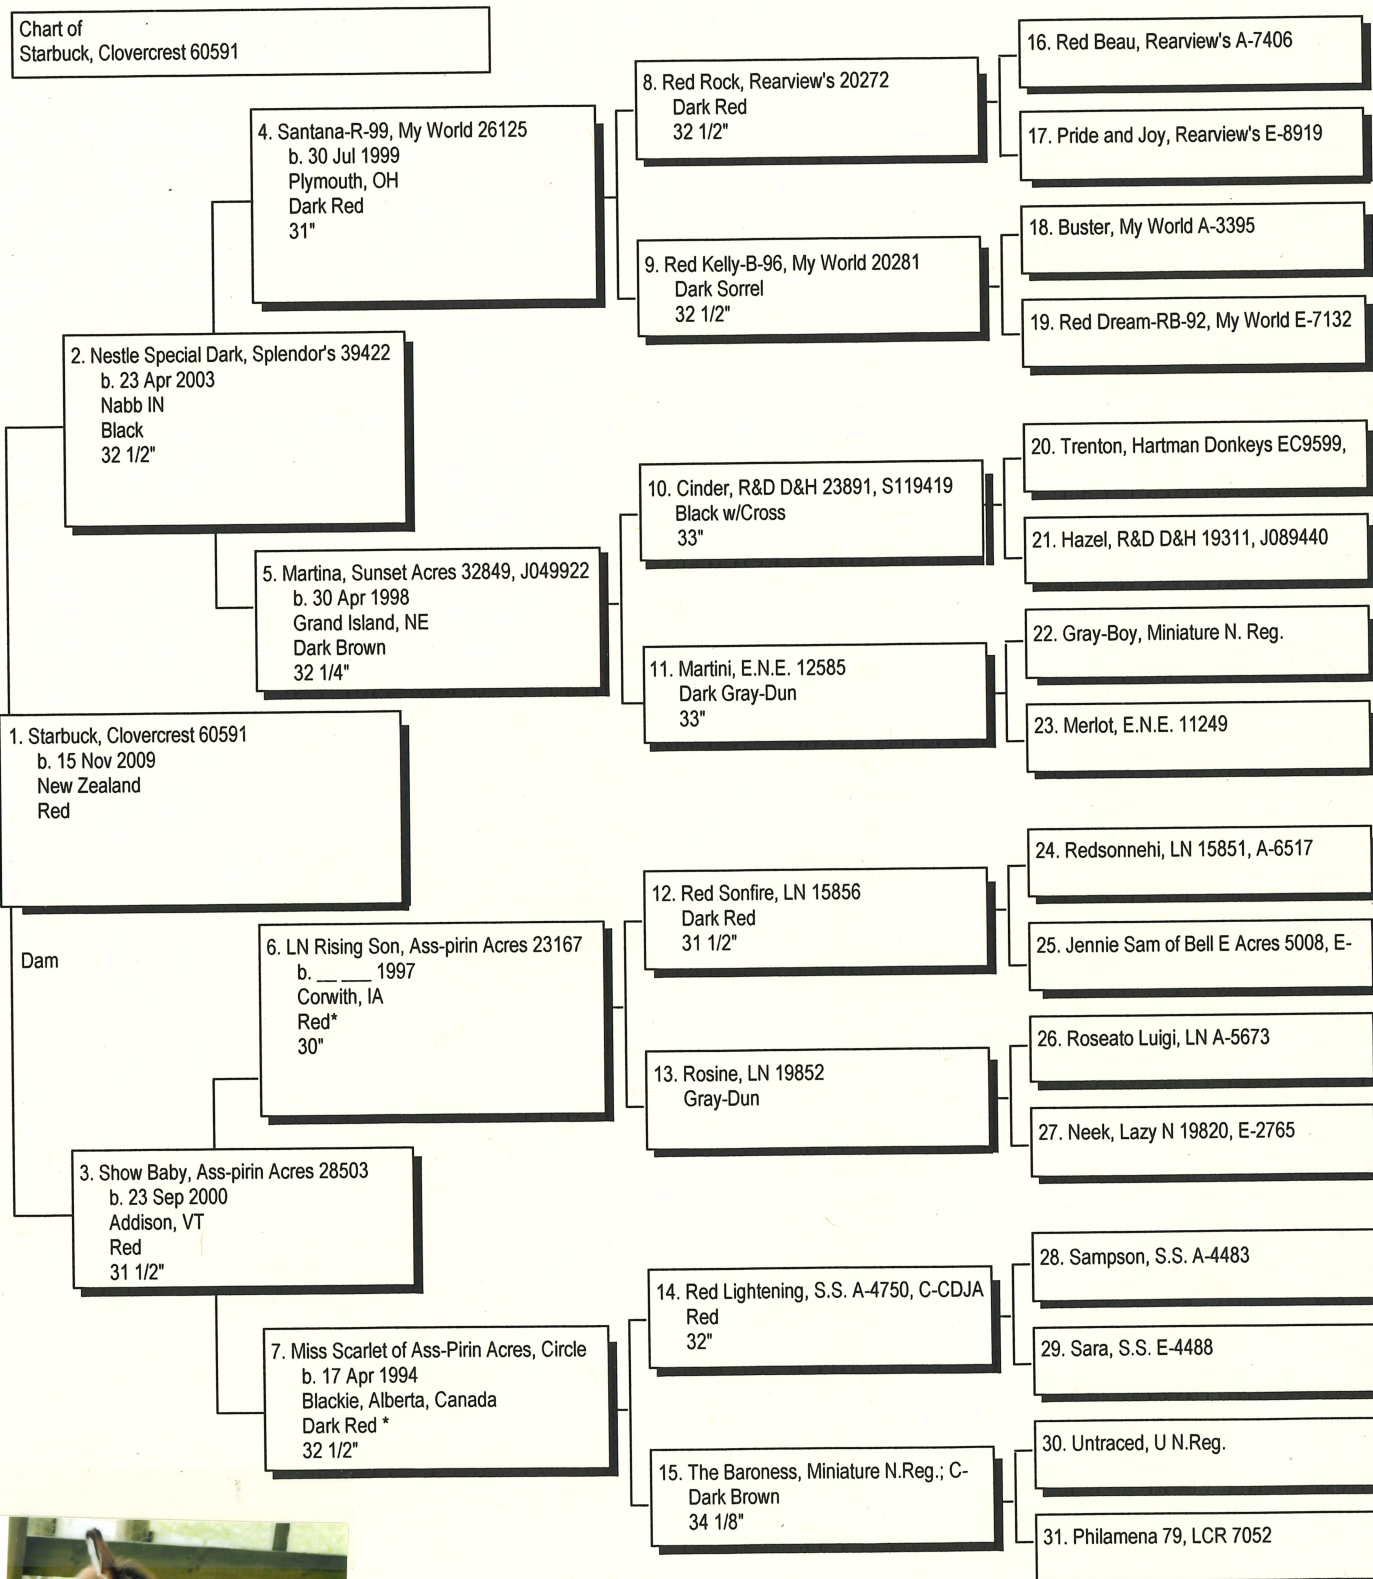 Chart of
Starbuck, Clovercrest 60591
1. Starbuck, Clovercrest 60591
b. 15 Nov 2009
New Zealand
Red
Dam
2. Nestle Special Dark, Splendor's 39422
b. 23 Apr 2003
Nabb IN
Black
32 1/2"
3. Show Baby, Ass-pirin Acres 28503
b. 23 Sep 2000
Addison, VT
Red
31 1/2"
4. Santana-R-99, My World 26125
b. 30 Jul 1999
Plymouth, OH
Dark Red
31"
5. Martina, Sunset Acres 32849, J049922
b. 30 Apr 1998
Grand Island, NE
Dark Brown
32 1/4"
6. LN Rising Son, Ass-pirin Acres 23167
b. __ ___ 1997
Corwith, IA
Red*
30"
7. Miss Scarlet of Ass-Pirin Acres, Circle
b. 17 Apr 1994
Blackie, Alberta, Canada
Dark Red *
32 1/2"
8. Red Rock, Rearview's 20272
Dark Red
32 1/2"
9. Red Kelly-B-96, My World 20281
Dark Sorrel
32 1/2"
10. Cinder, R&D D&H 23891, S119419
Black w/Cross
33"
11. Martini, E.N.E. 12585
Dark Gray-Dun
33"
12. Red Sonfire, LN 15856
Dark Red
31 1/2"
13. Rosine, LN 19852
Gray-Dun
14. Red Lightening, S.S. A-4750, C-CDJA
Red
32"
15. The Baroness, Miniature N.Reg.; C-
Dark Brown
34 1/8"
16. Red Beau, Rearview's A-7406
17. Pride and Joy, Rearview's E-8919
18. Buster, My World A-3395
19. Red Dream-RB-92, My World E-7132
20. Trenton, Hartman Donkeys EC9599,
21. Hazel, R&D D&H 19311, J089440
22. Gray-Boy, Miniature N. Reg.
23. Merlot, E.N.E. 11249
24. Redsonnehi, LN 15851, A-6517
25. Jennie Sam of Bell E Acres 5008, E-
26. Roseato Luigi, LN A-5673
27. Neek, Lazy N 19820, E-2765
28. Sampson, S.S. A-4483
29. Sara, S.S. E-4488
30. Untraced, U N.Reg.
31. Philamena 79, LCR 7052